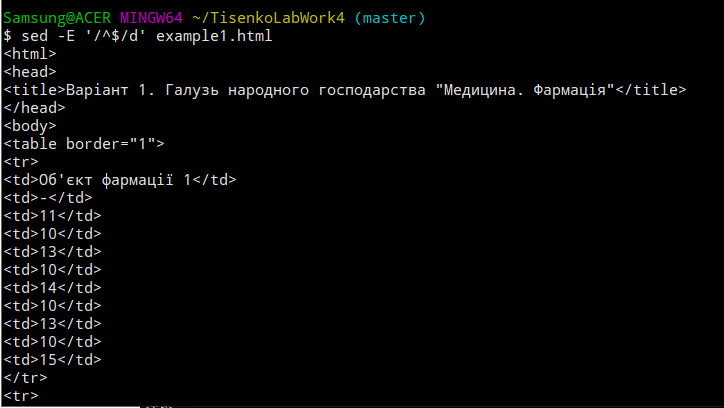 Samsung@ACER MINGW64 ~/TisenkoLabWork4 (master)
$ sed -E '/^$/d' example1.html
<html>
<head>
<title>Варіант 1. Галузь народного господарства "Медицина. Фармація"</title>
</head>
<body>
<table border="1">
<tr>
<td>Об'єкт фармації 1</td>
<td>-</td>
<td>11</td>
<td>10</td>
<td>13</td>
<td>10</td>
<td>14</td>
<td>10</td>
<td>13</td>
<td>10</td>
<td>15</td>
</tr>
<tr>